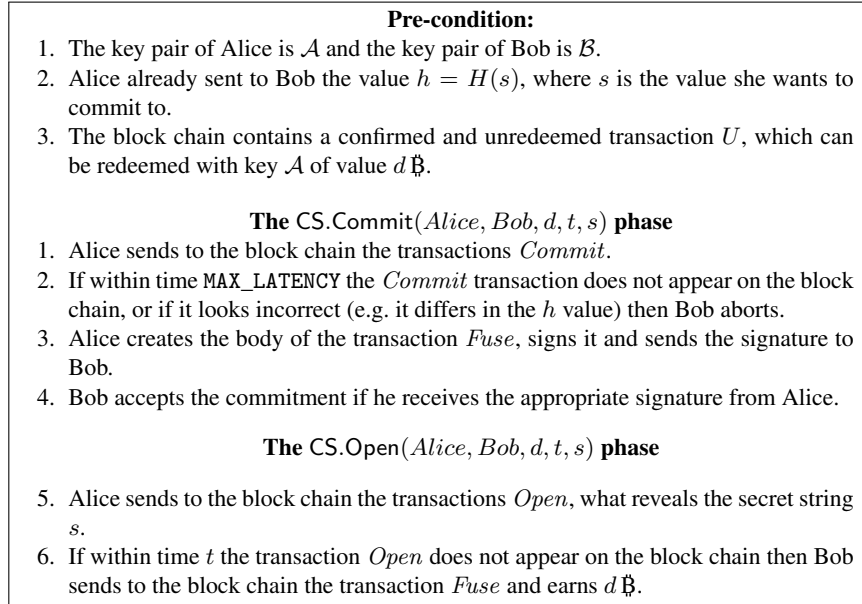 Pre-condition:
1. The key pair of Alice is 𝒜 and the key pair of Bob is ℬ.
2. Alice already sent to Bob the value h = H(s), where s is the value she wants to
commit to.
3. The block chain contains a confirmed and unredeemed transaction U, which can
be redeemed with key 𝒜 of value d ₿.
The CS.Commit(Alice, Bob, d, t, s) phase
1. Alice sends to the block chain the transactions Commit.
2. If within time MAX_LATENCY the Commit transaction does not appear on the block
chain, or if it looks incorrect (e.g. it differs in the h value) then Bob aborts.
3. Alice creates the body of the transaction Fuse, signs it and sends the signature to
Bob.
4. Bob accepts the commitment if he receives the appropriate signature from Alice.
The CS.Open(Alice, Bob, d, t, s) phase
5. Alice sends to the block chain the transactions Open, what reveals the secret string
s.
6. If within time t the transaction Open does not appear on the block chain then Bob
sends to the block chain the transaction Fuse and earns d ₿.